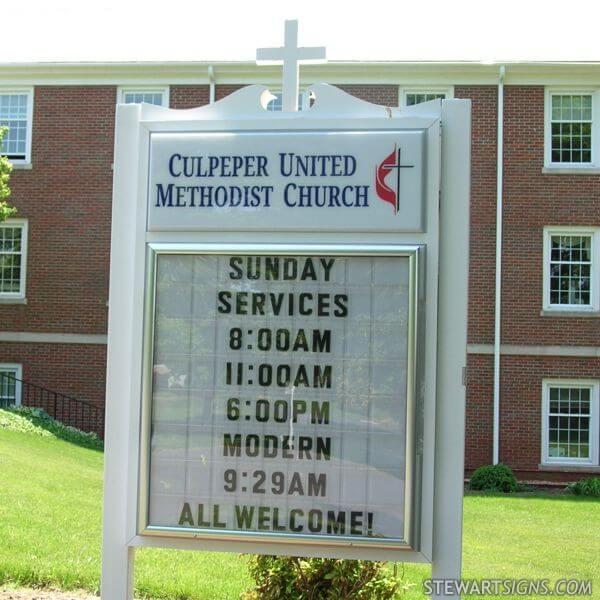 CULPEPER UNITED
METHODIST CHURCH
SUNDAY
SERVICES
8:00AM
11:00AM
6:00PM
MODERN
9:29AM
ALL WELCOME!
STEWARTSIGNS.COM